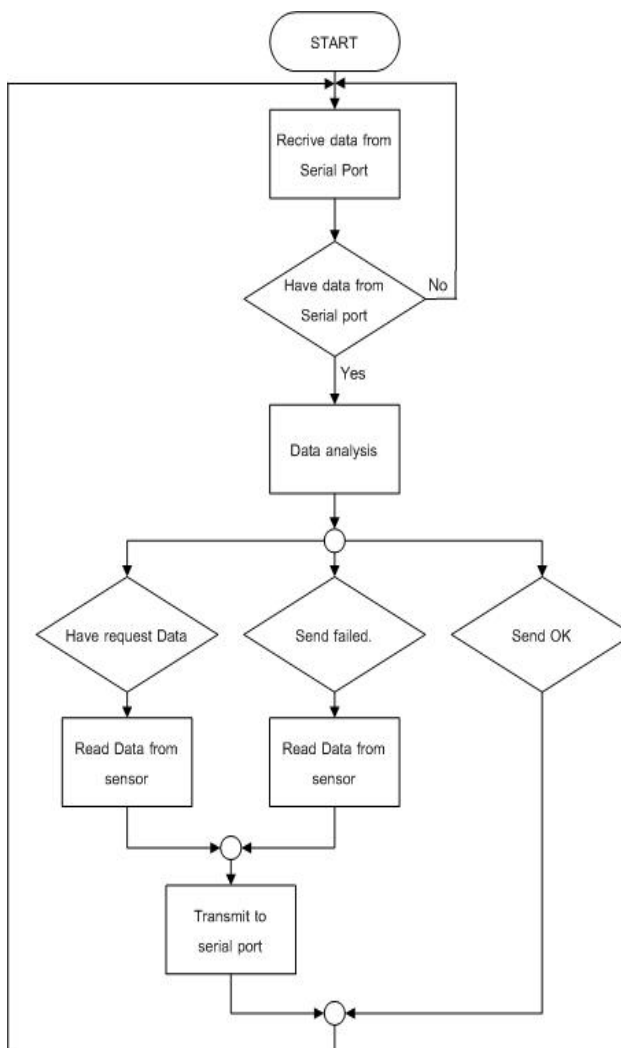 START
Recrive data from
Serial Port
Have data from
Serial port
No
Yes
Data analysis
Have request Data
Send failed.
Send OK
Read Data from
sensor
Read Data from
sensor
Transmit to
serial port